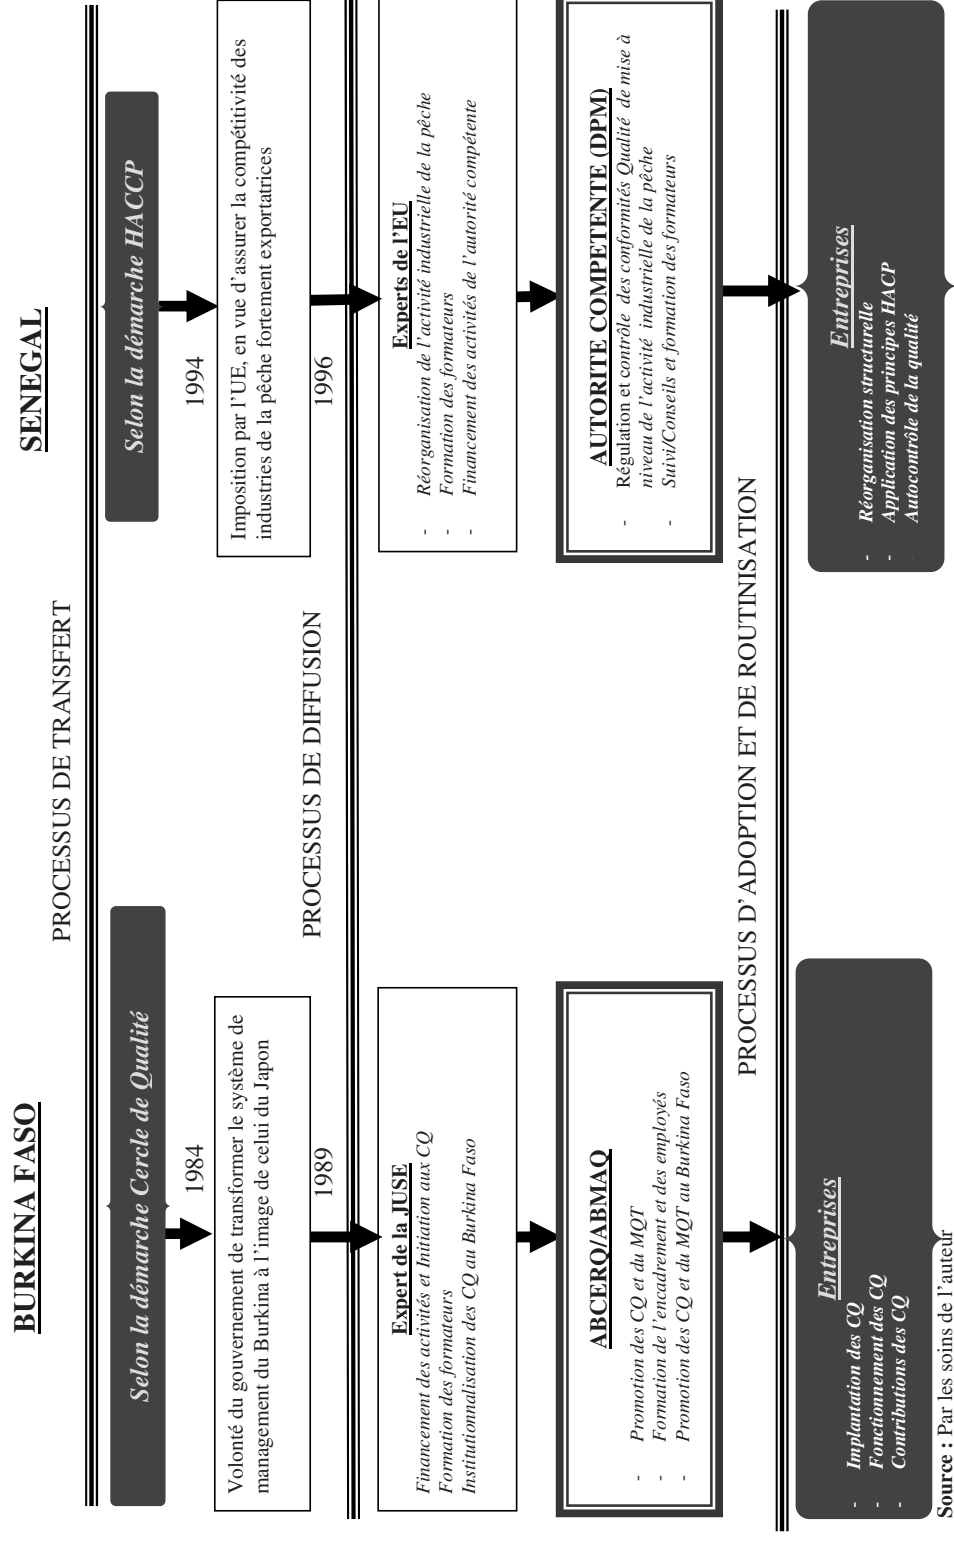 BURKINA FASO
SENEGAL
PROCESSUS DE TRANSFERT
Selon la démarche Cercle de Qualité
Selon la démarche HACCP
1984
1994
Volonté du gouvernement de transformer le système de
management du Burkina à l'image de celui du Japon
Imposition par l'UE, en vue d'assurer la compétitivité des
industries de la pêche fortement exportatrices
1989
PROCESSUS DE DIFFUSION
1996
Expert de la JUSE
Financement des activités et Initiation aux CQ
Formation des formateurs
Institutionnalisation des CQ au Burkina Faso
Experts de l'EU
- Réorganisation de l'activité industrielle de la pêche
- Formation des formateurs
- Financement des activités de l'autorité compétente
ABCERQ/ABMAQ
- Promotion des CQ et du MQT
- Formation de l'encadrement et des employés
- Promotion des CQ et du MQT au Burkina Faso
AUTORITE COMPETENTE (DPM)
- Régulation et contrôle des conformités Qualité de mise à
niveau de l'activité industrielle de la pêche
- Suivi/Conseils et formation des formateurs
PROCESSUS D'ADOPTION ET DE ROUTINISATION
Entreprises
- Implantation des CQ
- Fonctionnement des CQ
- Contributions des CQ
Entreprises
- Réorganisation structurelle
- Application des principes HACP
Autocontrôle de la qualité
Source : Par les soins de l'auteur